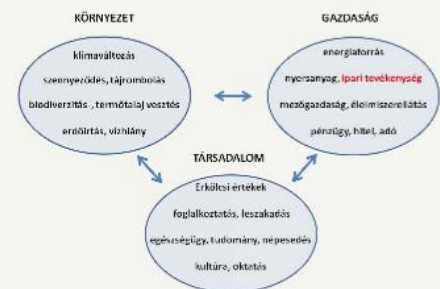 KÖRNYEZET
klímaváltozás
szennyeződés, tájrombolás
biodiverzitás-, termőtalaj vesztés
erdőirtás, vízhiány
GAZDASÁG
energiaforrás
nyersanyag, ipari tevékenység
mezőgazdaság, élelmiszerellátás
pénzügy, hitel, adó
TÁRSADALOM
Erkölcsi értékek
foglalkoztatás, leszakadás
egészségügy, tudomány, népesedés
kultúra, oktatás